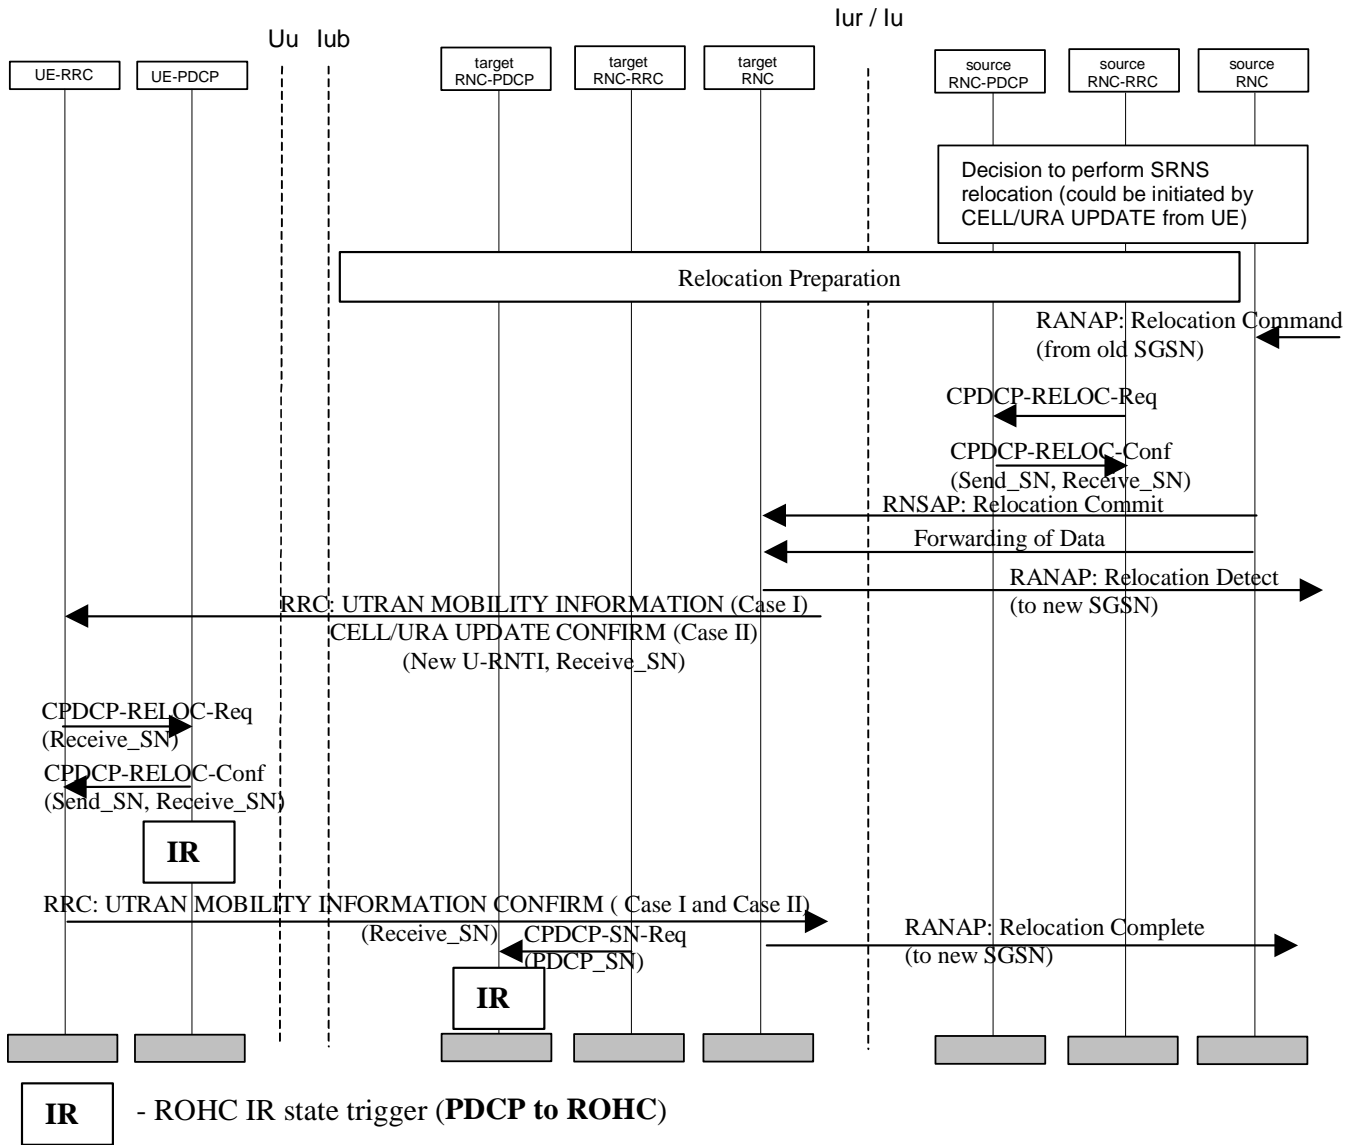 Iur / Iu
Uu Iub
UE-RRC
UE-PDCP
target
RNC-PDCP
target
RNC-RRC
target
RNC
source
RNC-PDCP
source
RNC-RRC
source
RNC
Decision to perform SRNS
relocation (could be initiated by
CELL/URA UPDATE from UE)
Relocation Preparation
RANAP: Relocation Command
(from old SGSN)
CPDCP-RELOC-Req
CPDCP-RELOC-Conf
(Send_SN, Receive_SN)
RNSAP: Relocation Commit
Forwarding of Data
RANAP: Relocation Detect
(to new SGSN)
RRC: UTRAN MOBILITY INFORMATION (Case I)
CELL/URA UPDATE CONFIRM (Case II)
(New U-RNTI, Receive_SN)
CPDCP-RELOC-Req
(Receive_SN)
CPDCP-RELOC-Conf
(Send_SN, Receive_SN)
IR
RRC: UTRAN MOBILITY INFORMATION CONFIRM ( Case I and Case II)
(Receive_SN)
CPDCP-SN-Req
(PDCP_SN)
RANAP: Relocation Complete
(to new SGSN)
IR
IR - ROHC IR state trigger (PDCP to ROHC)